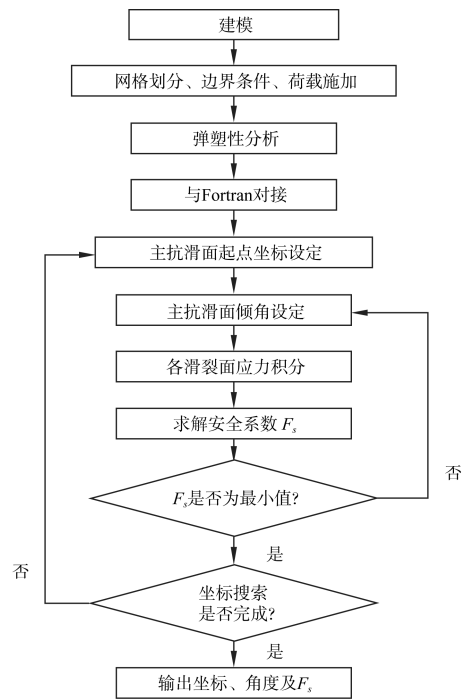 建模
网格划分、边界条件、荷载施加
弹塑性分析
与Fortran对接
主抗滑面起点坐标设定
主抗滑面倾角设定
各滑裂面应力积分
求解安全系数 Fs
Fs是否为最小值?
否
是
坐标搜索
是否完成?
否
是
输出坐标、角度及Fs